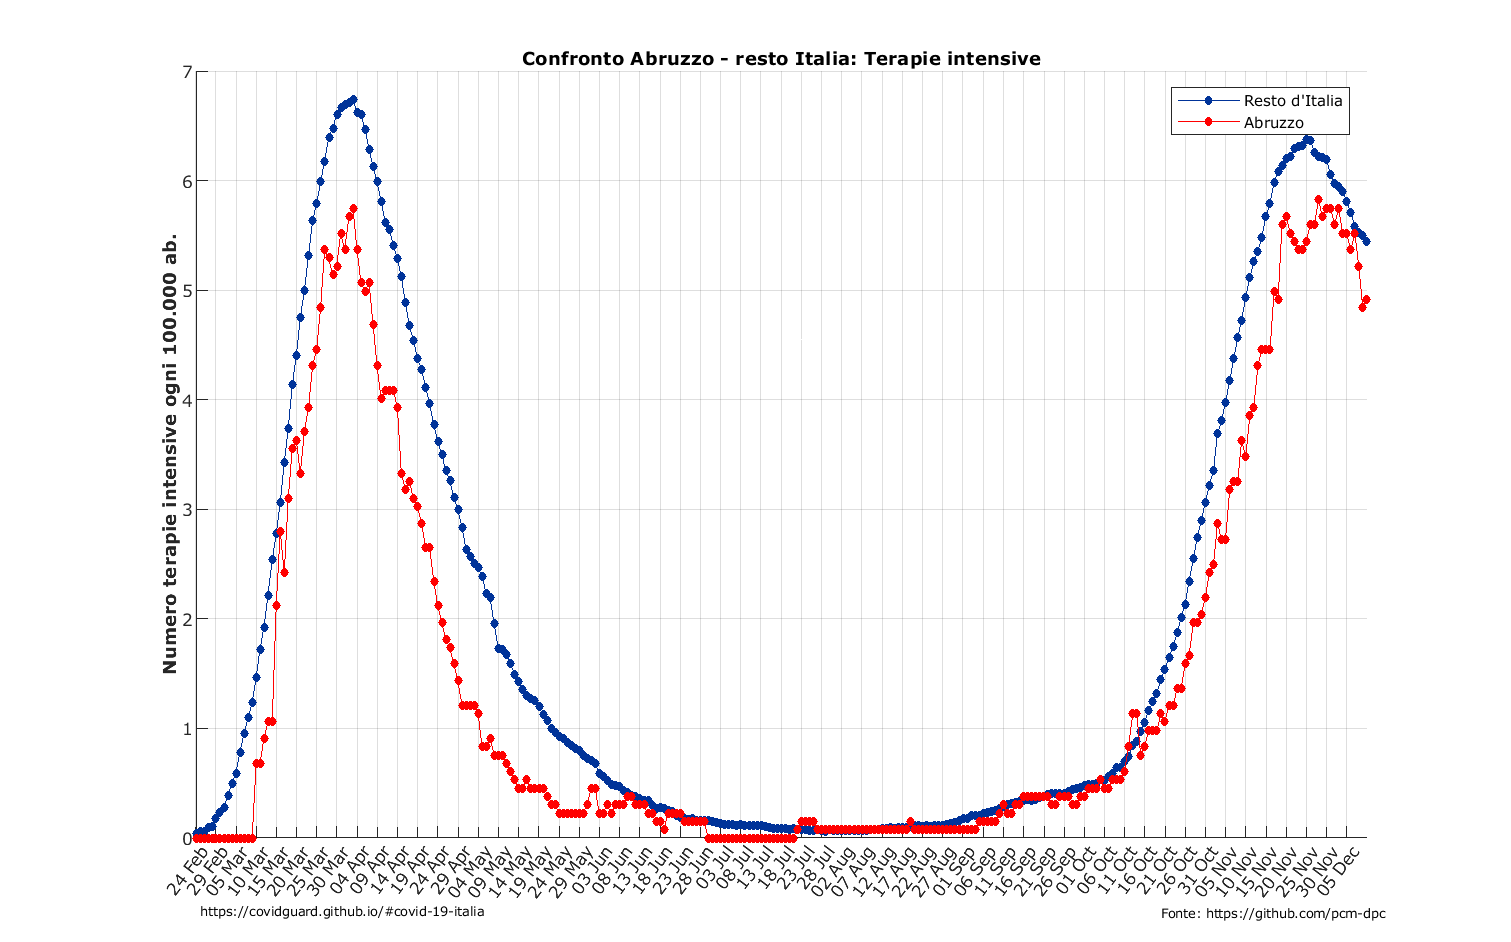 Confronto Abruzzo - resto Italia: Terapie intensive
Resto d'Italia
Abruzzo
Numero terapie intensive ogni 100.000 ab.
7
6
5
4
3
2
1
0
24 Feb
29 Feb
05 Mar
10 Mar
15 Mar
20 Mar
25 Mar
30 Mar
04 Apr
09 Apr
14 Apr
19 Apr
24 Apr
29 Apr
04 May
09 May
14 May
19 May
24 May
29 May
03 Jun
08 Jun
13 Jun
18 Jun
23 Jun
28 Jun
03 Jul
08 Jul
13 Jul
18 Jul
23 Jul
28 Jul
02 Aug
07 Aug
12 Aug
17 Aug
22 Aug
27 Aug
01 Sep
06 Sep
11 Sep
16 Sep
21 Sep
26 Sep
01 Oct
06 Oct
11 Oct
16 Oct
21 Oct
26 Oct
31 Oct
05 Nov
10 Nov
15 Nov
20 Nov
25 Nov
30 Nov
05 Dec
https://covidguard.github.io/#covid-19-italia
Fonte: https://github.com/pcm-dpc